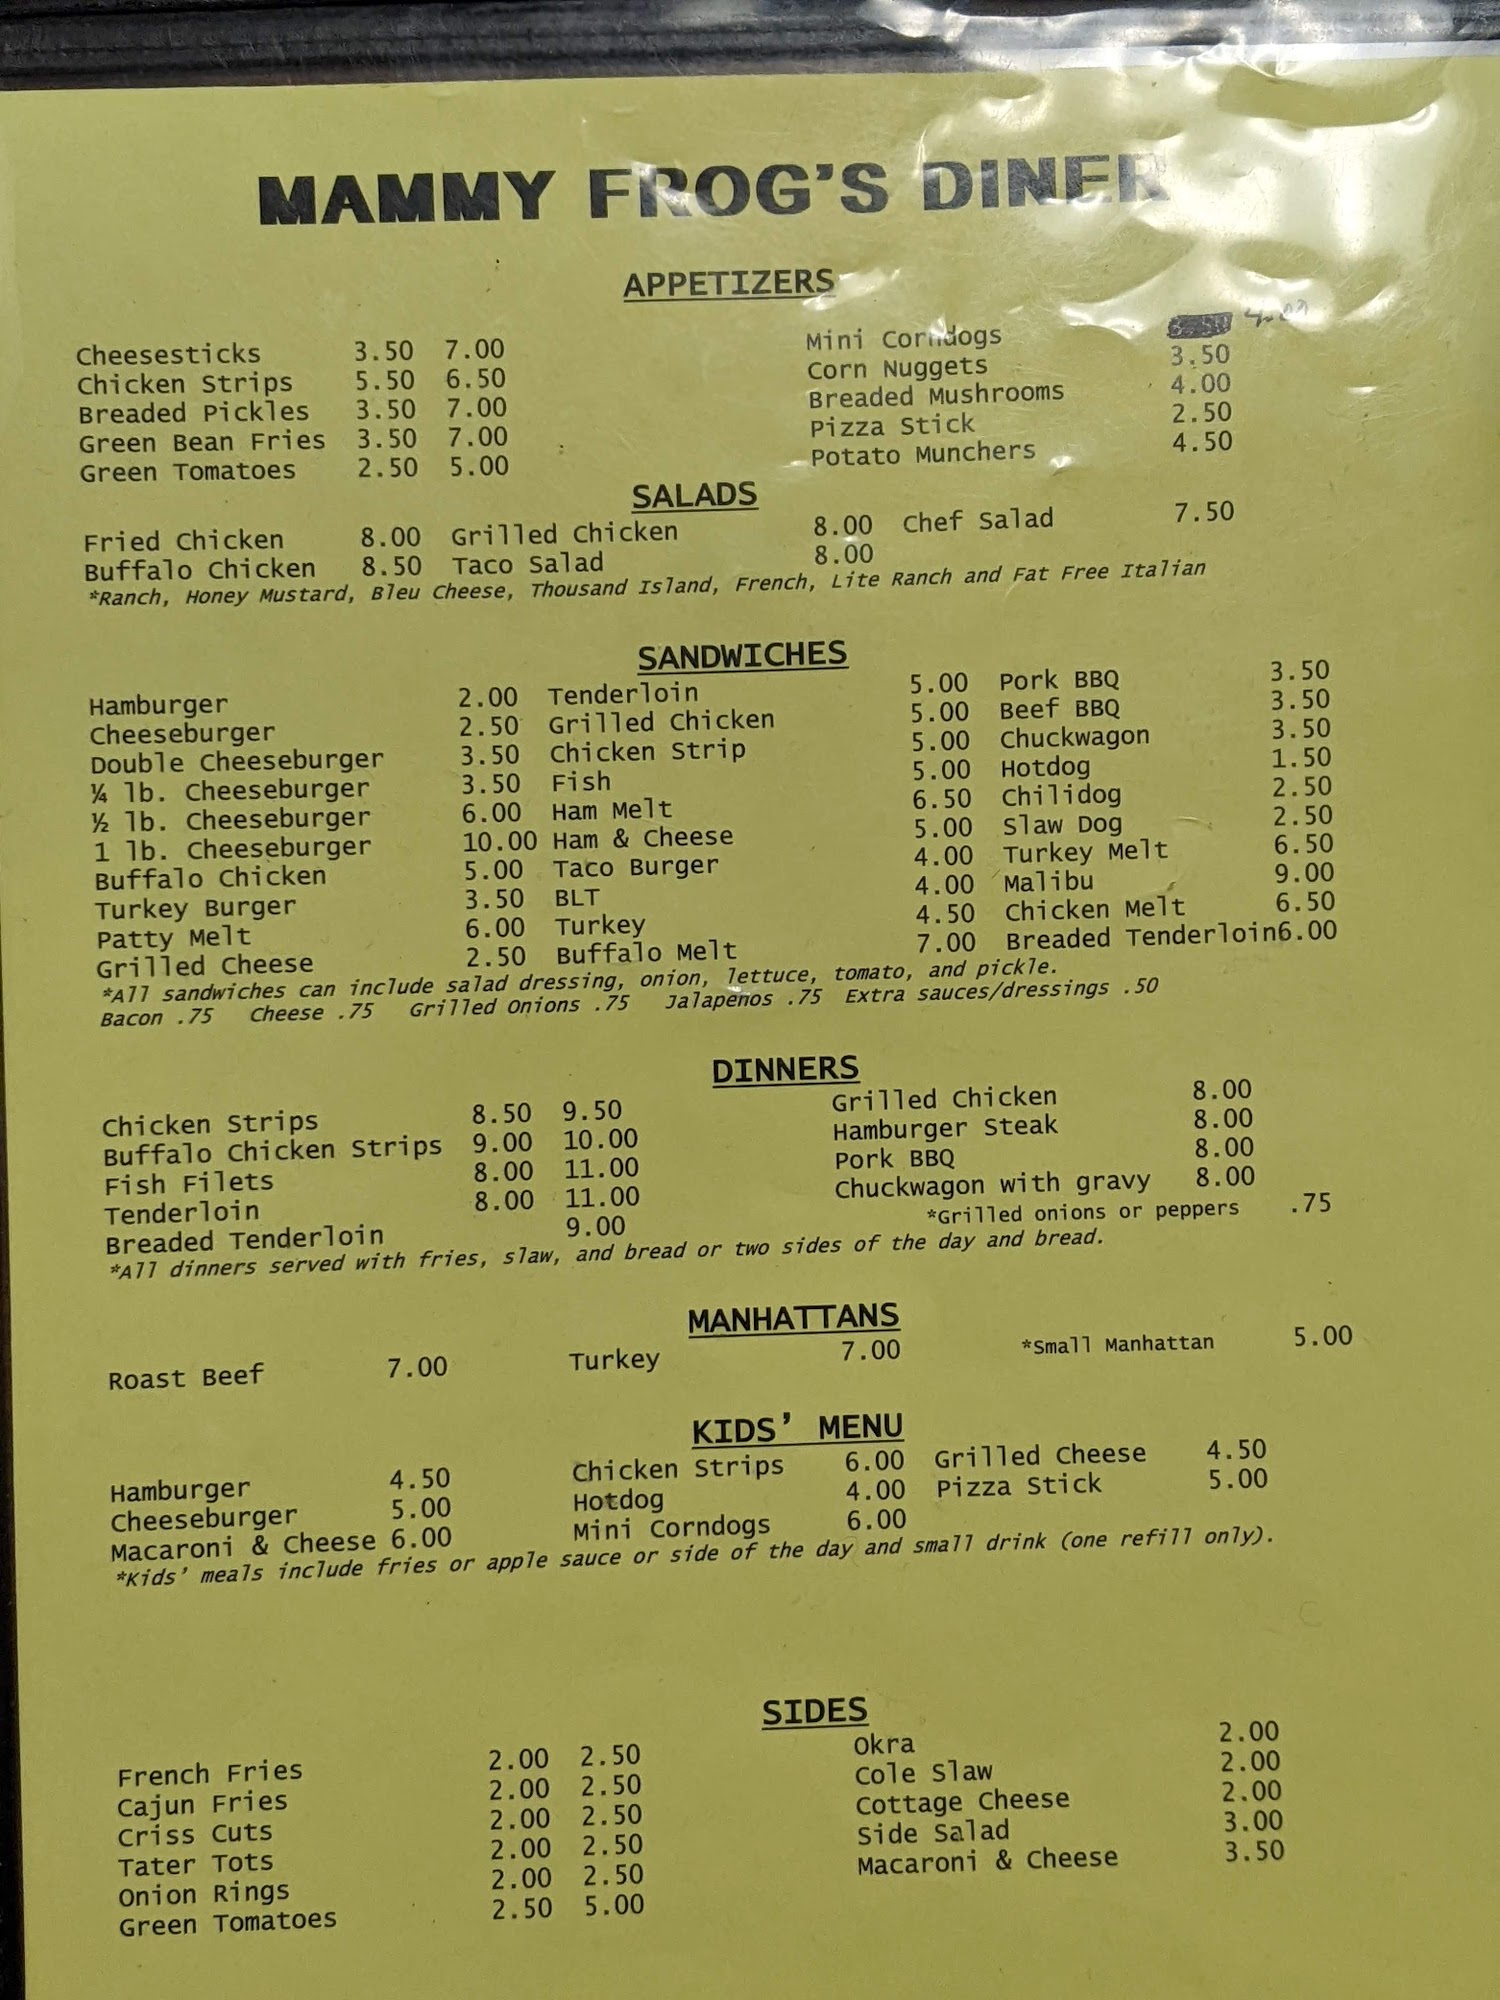 MAMMY FROG'S DINER
APPETIZERS
Cheesesticks 3.50 7.00 Mini Corndogs 4.00
Chicken Strips 5.50 6.50 Corn Nuggets 3.50
Breaded Pickles 3.50 7.00 Breaded Mushrooms 4.00
Green Bean Fries 3.50 7.00 Pizza Stick 2.50
Green Tomatoes 2.50 5.00 Potato Munchers 4.50
SALADS
Fried Chicken 8.00 Grilled Chicken 8.00 Chef Salad 7.50
Buffalo Chicken 8.50 Taco Salad 8.00
*Ranch, Honey Mustard, Bleu Cheese, Thousand Island, French, Lite Ranch and Fat Free Italian
SANDWICHES
Hamburger 2.00 Tenderloin 5.00 Pork BBQ 3.50
Cheeseburger 2.50 Grilled Chicken 5.00 Beef BBQ 3.50
Double Cheeseburger 3.50 Chicken Strip 5.00 Chuckwagon 3.50
¼ lb. Cheeseburger 3.50 Fish 5.00 Hotdog 1.50
½ lb. Cheeseburger 6.00 Ham Melt 6.50 Chilidog 2.50
1 lb. Cheeseburger 10.00 Ham & Cheese 5.00 Slaw Dog 2.50
Buffalo Chicken 5.00 Taco Burger 4.00 Turkey Melt 6.50
Turkey Burger 3.50 BLT 4.00 Malibu 9.00
Patty Melt 6.00 Turkey 4.50 Chicken Melt 6.50
Grilled Cheese 2.50 Buffalo Melt 7.00 Breaded Tenderloin6.00
*All sandwiches can include salad dressing, onion, lettuce, tomato, and pickle.
Bacon .75 Cheese .75 Grilled Onions .75 Jalapenos .75 Extra sauces/dressings .50
DINNERS
Chicken Strips 8.50 9.50 Grilled Chicken 8.00
Buffalo Chicken Strips 9.00 10.00 Hamburger Steak 8.00
Fish Filets 8.00 11.00 Pork BBQ 8.00
Tenderloin 8.00 11.00 Chuckwagon with gravy 8.00
Breaded Tenderloin 9.00 *Grilled onions or peppers .75
*All dinners served with fries, slaw, and bread or two sides of the day and bread.
MANHATTANS
Roast Beef 7.00 Turkey 7.00 *Small Manhattan 5.00
KIDS' MENU
Hamburger 4.50 Chicken Strips 6.00 Grilled Cheese 4.50
Cheeseburger 5.00 Hotdog 4.00 Pizza Stick 5.00
Macaroni & Cheese 6.00 Mini Corndogs 6.00
*Kids' meals include fries or apple sauce or side of the day and small drink (one refill only).
SIDES
French Fries 2.00 2.50 Okra 2.00
Cajun Fries 2.00 2.50 Cole Slaw 2.00
Criss Cuts 2.00 2.50 Cottage Cheese 2.00
Tater Tots 2.00 2.50 Side Salad 3.00
Onion Rings 2.00 2.50 Macaroni & Cheese 3.50
Green Tomatoes 2.50 5.00